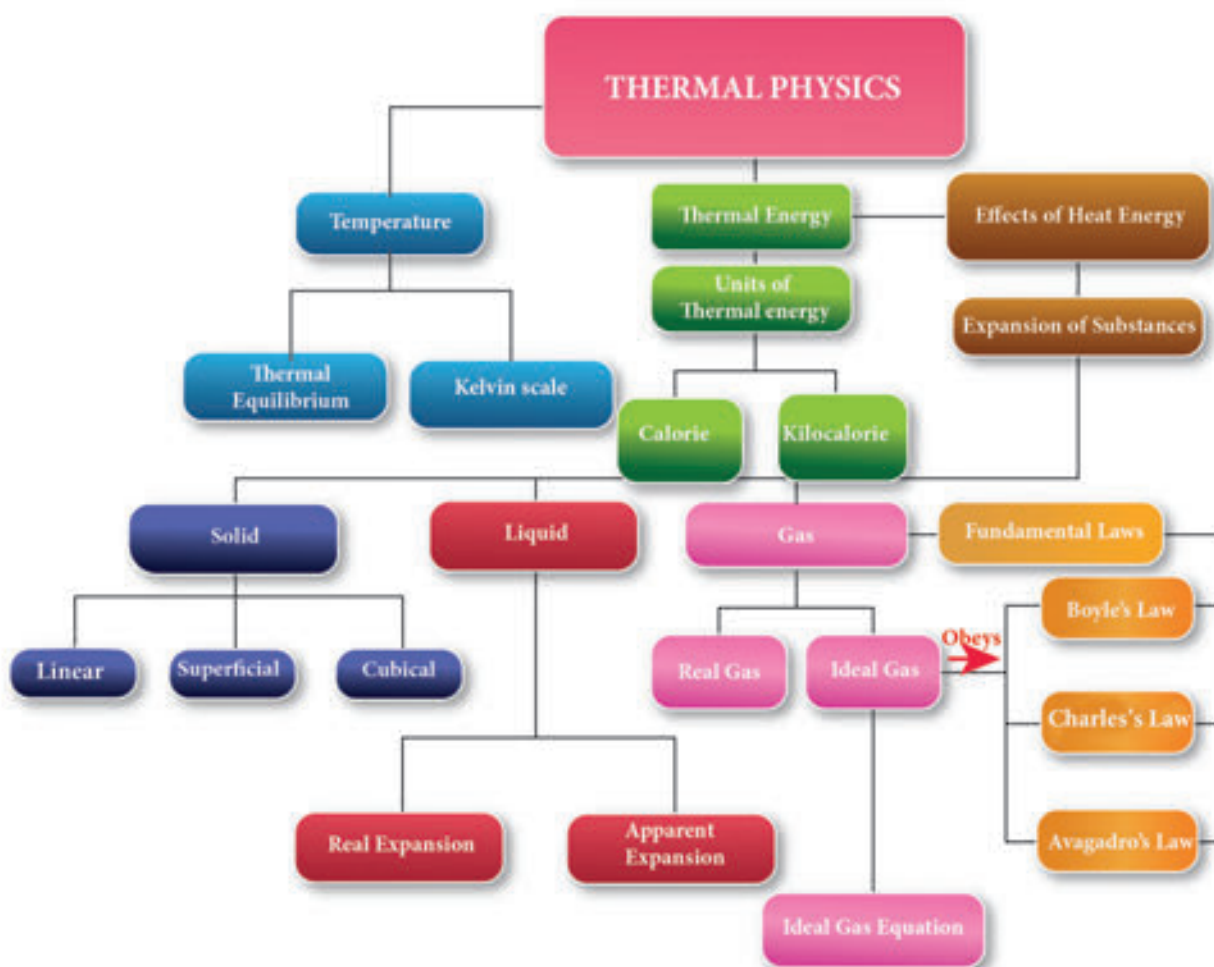 THERMAL PHYSICS
Temperature
Thermal Energy
Effects of Heat Energy
Units of
Thermal energy
Expansion of Substances
Thermal
Equilibrium
Kelvin scale
Calorie
Kilocalorie
Solid
Liquid
Gas
Fundamental Laws
Linear
Superficial
Cubical
Real Gas
Ideal Gas
Obeys
Boyle's Law
Charles's Law
Avagadro's Law
Real Expansion
Apparent
Expansion
Ideal Gas Equation